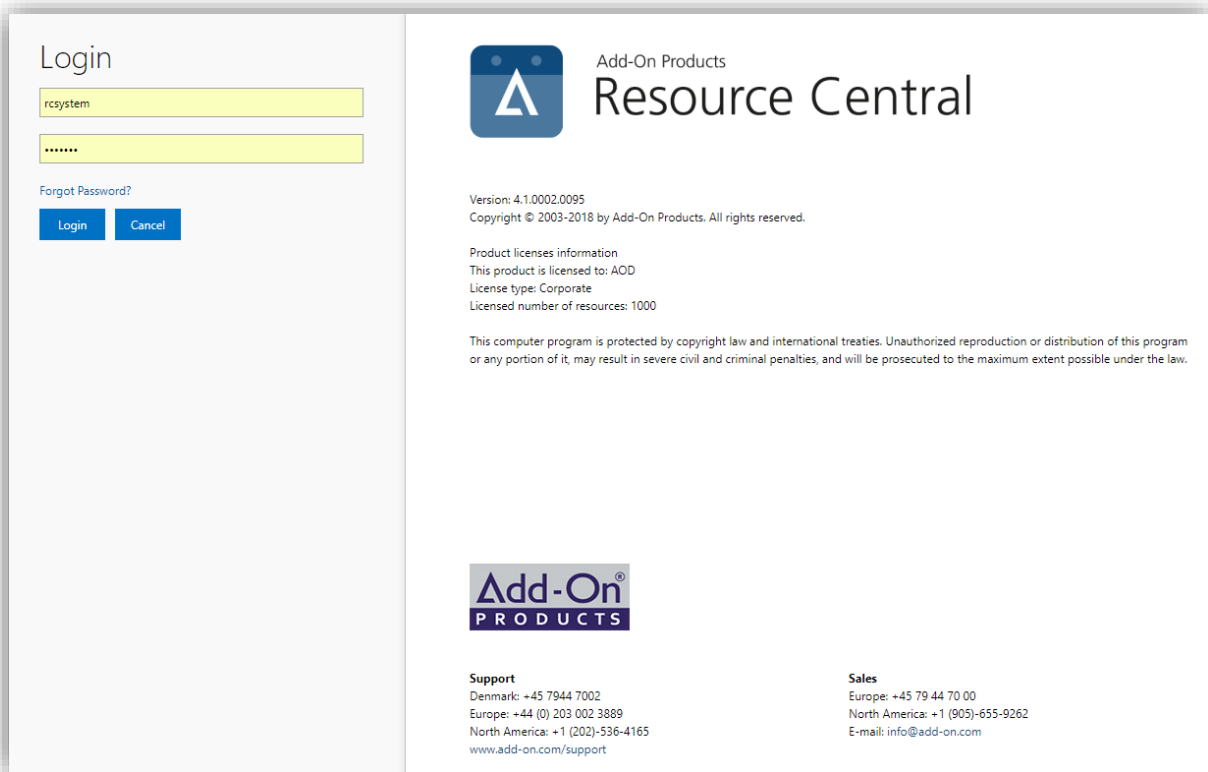 Login
rcsystem
•••••••
Forgot Password?
Login
Cancel
Add-On Products
Resource Central
Version: 4.1.0002.0095
Copyright © 2003-2018 by Add-On Products. All rights reserved.
Product licenses information
This product is licensed to: AOD
License type: Corporate
Licensed number of resources: 1000
This computer program is protected by copyright law and international treaties. Unauthorized reproduction or distribution of this program
or any portion of it, may result in severe civil and criminal penalties, and will be prosecuted to the maximum extent possible under the law.
Add-On®
PRODUCTS
Support
Denmark: +45 7944 7002
Europe: +44 (0) 203 002 3889
North America: +1 (202)-536-4165
www.add-on.com/support
Sales
Europe: +45 79 44 70 00
North America: +1 (905)-655-9262
E-mail: info@add-on.com